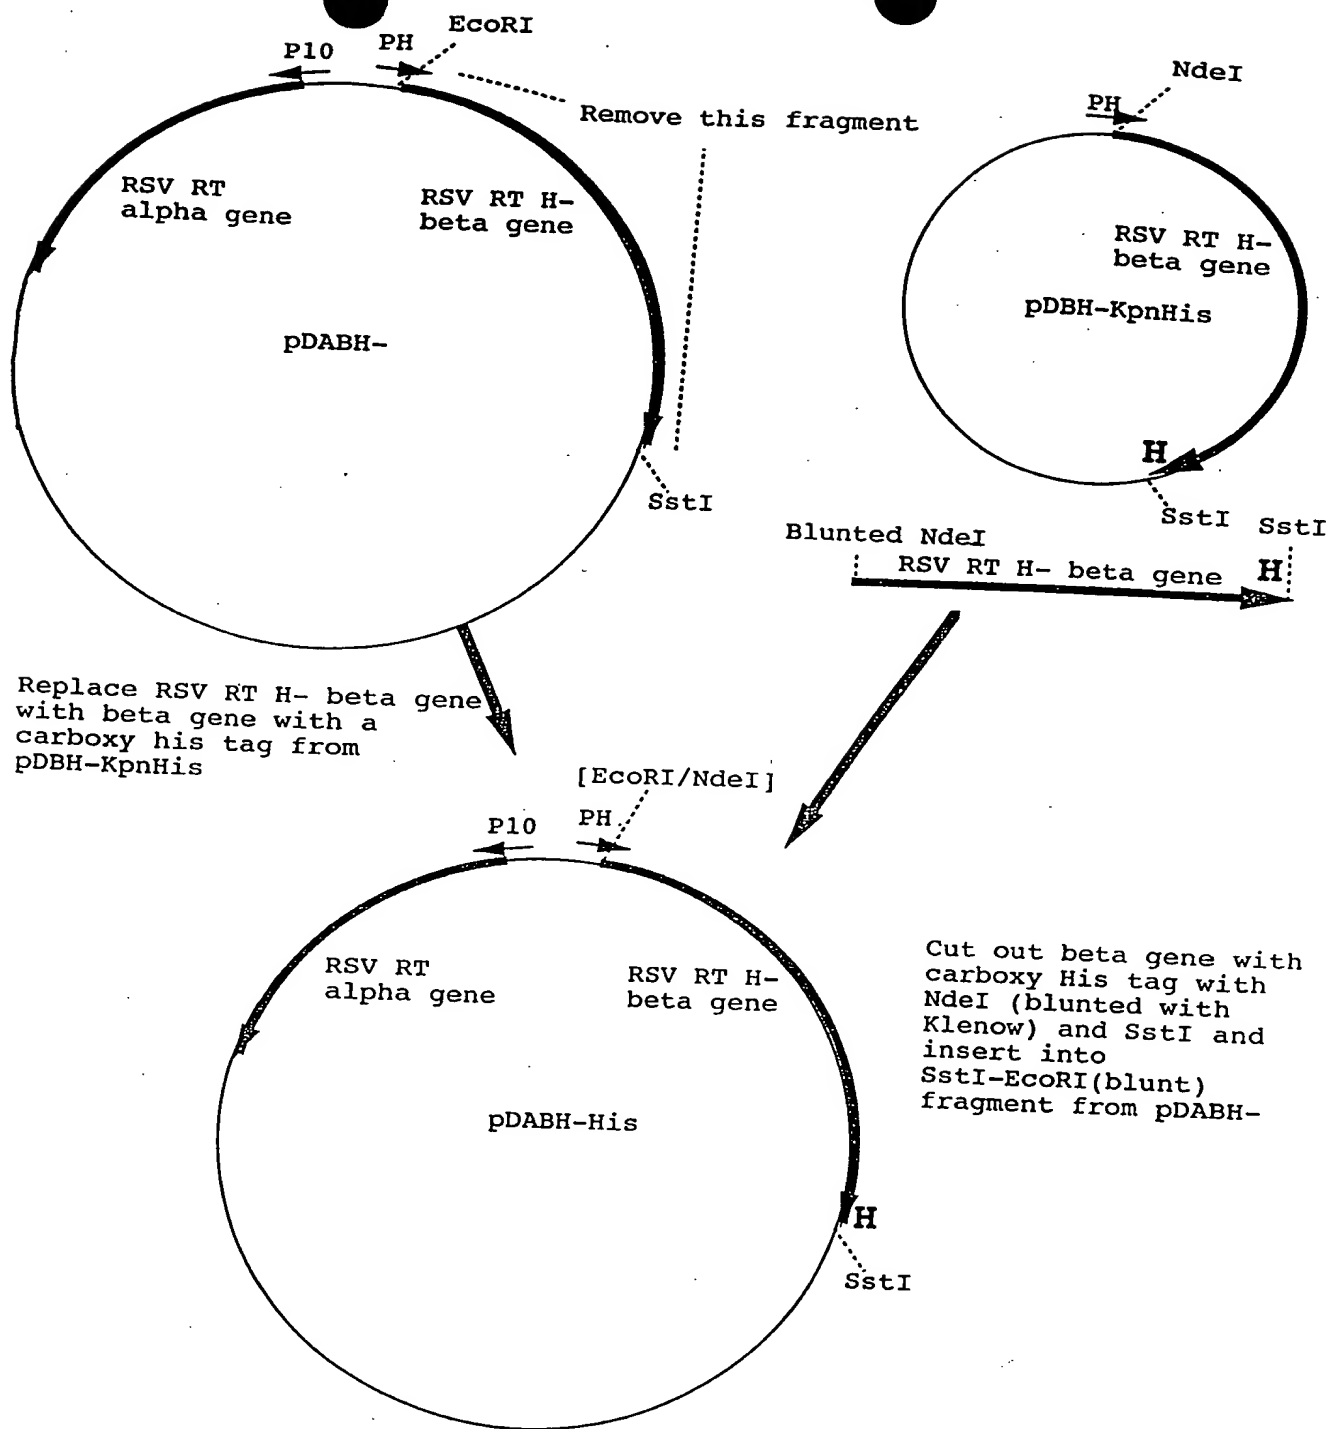 EcoRI
P10
PH
Remove this fragment
RSV RT
alpha gene
RSV RT H-
beta gene
pDABH-
SstI
NdeI
PH
RSV RT H-
beta gene
pDBH-KpnHis
H
SstI
SstI
Blunted NdeI
RSV RT H- beta gene
H
Replace RSV RT H- beta gene
with beta gene with a
carboxy his tag from
pDBH-KpnHis
[EcoRI/NdeI]
P10
PH
RSV RT
alpha gene
RSV RT H-
beta gene
pDABH-His
H
SstI
Cut out beta gene with
carboxy His tag with
NdeI (blunted with
Klenow) and SstI and
insert into
SstI-EcoRI(blunt)
fragment from pDABH-